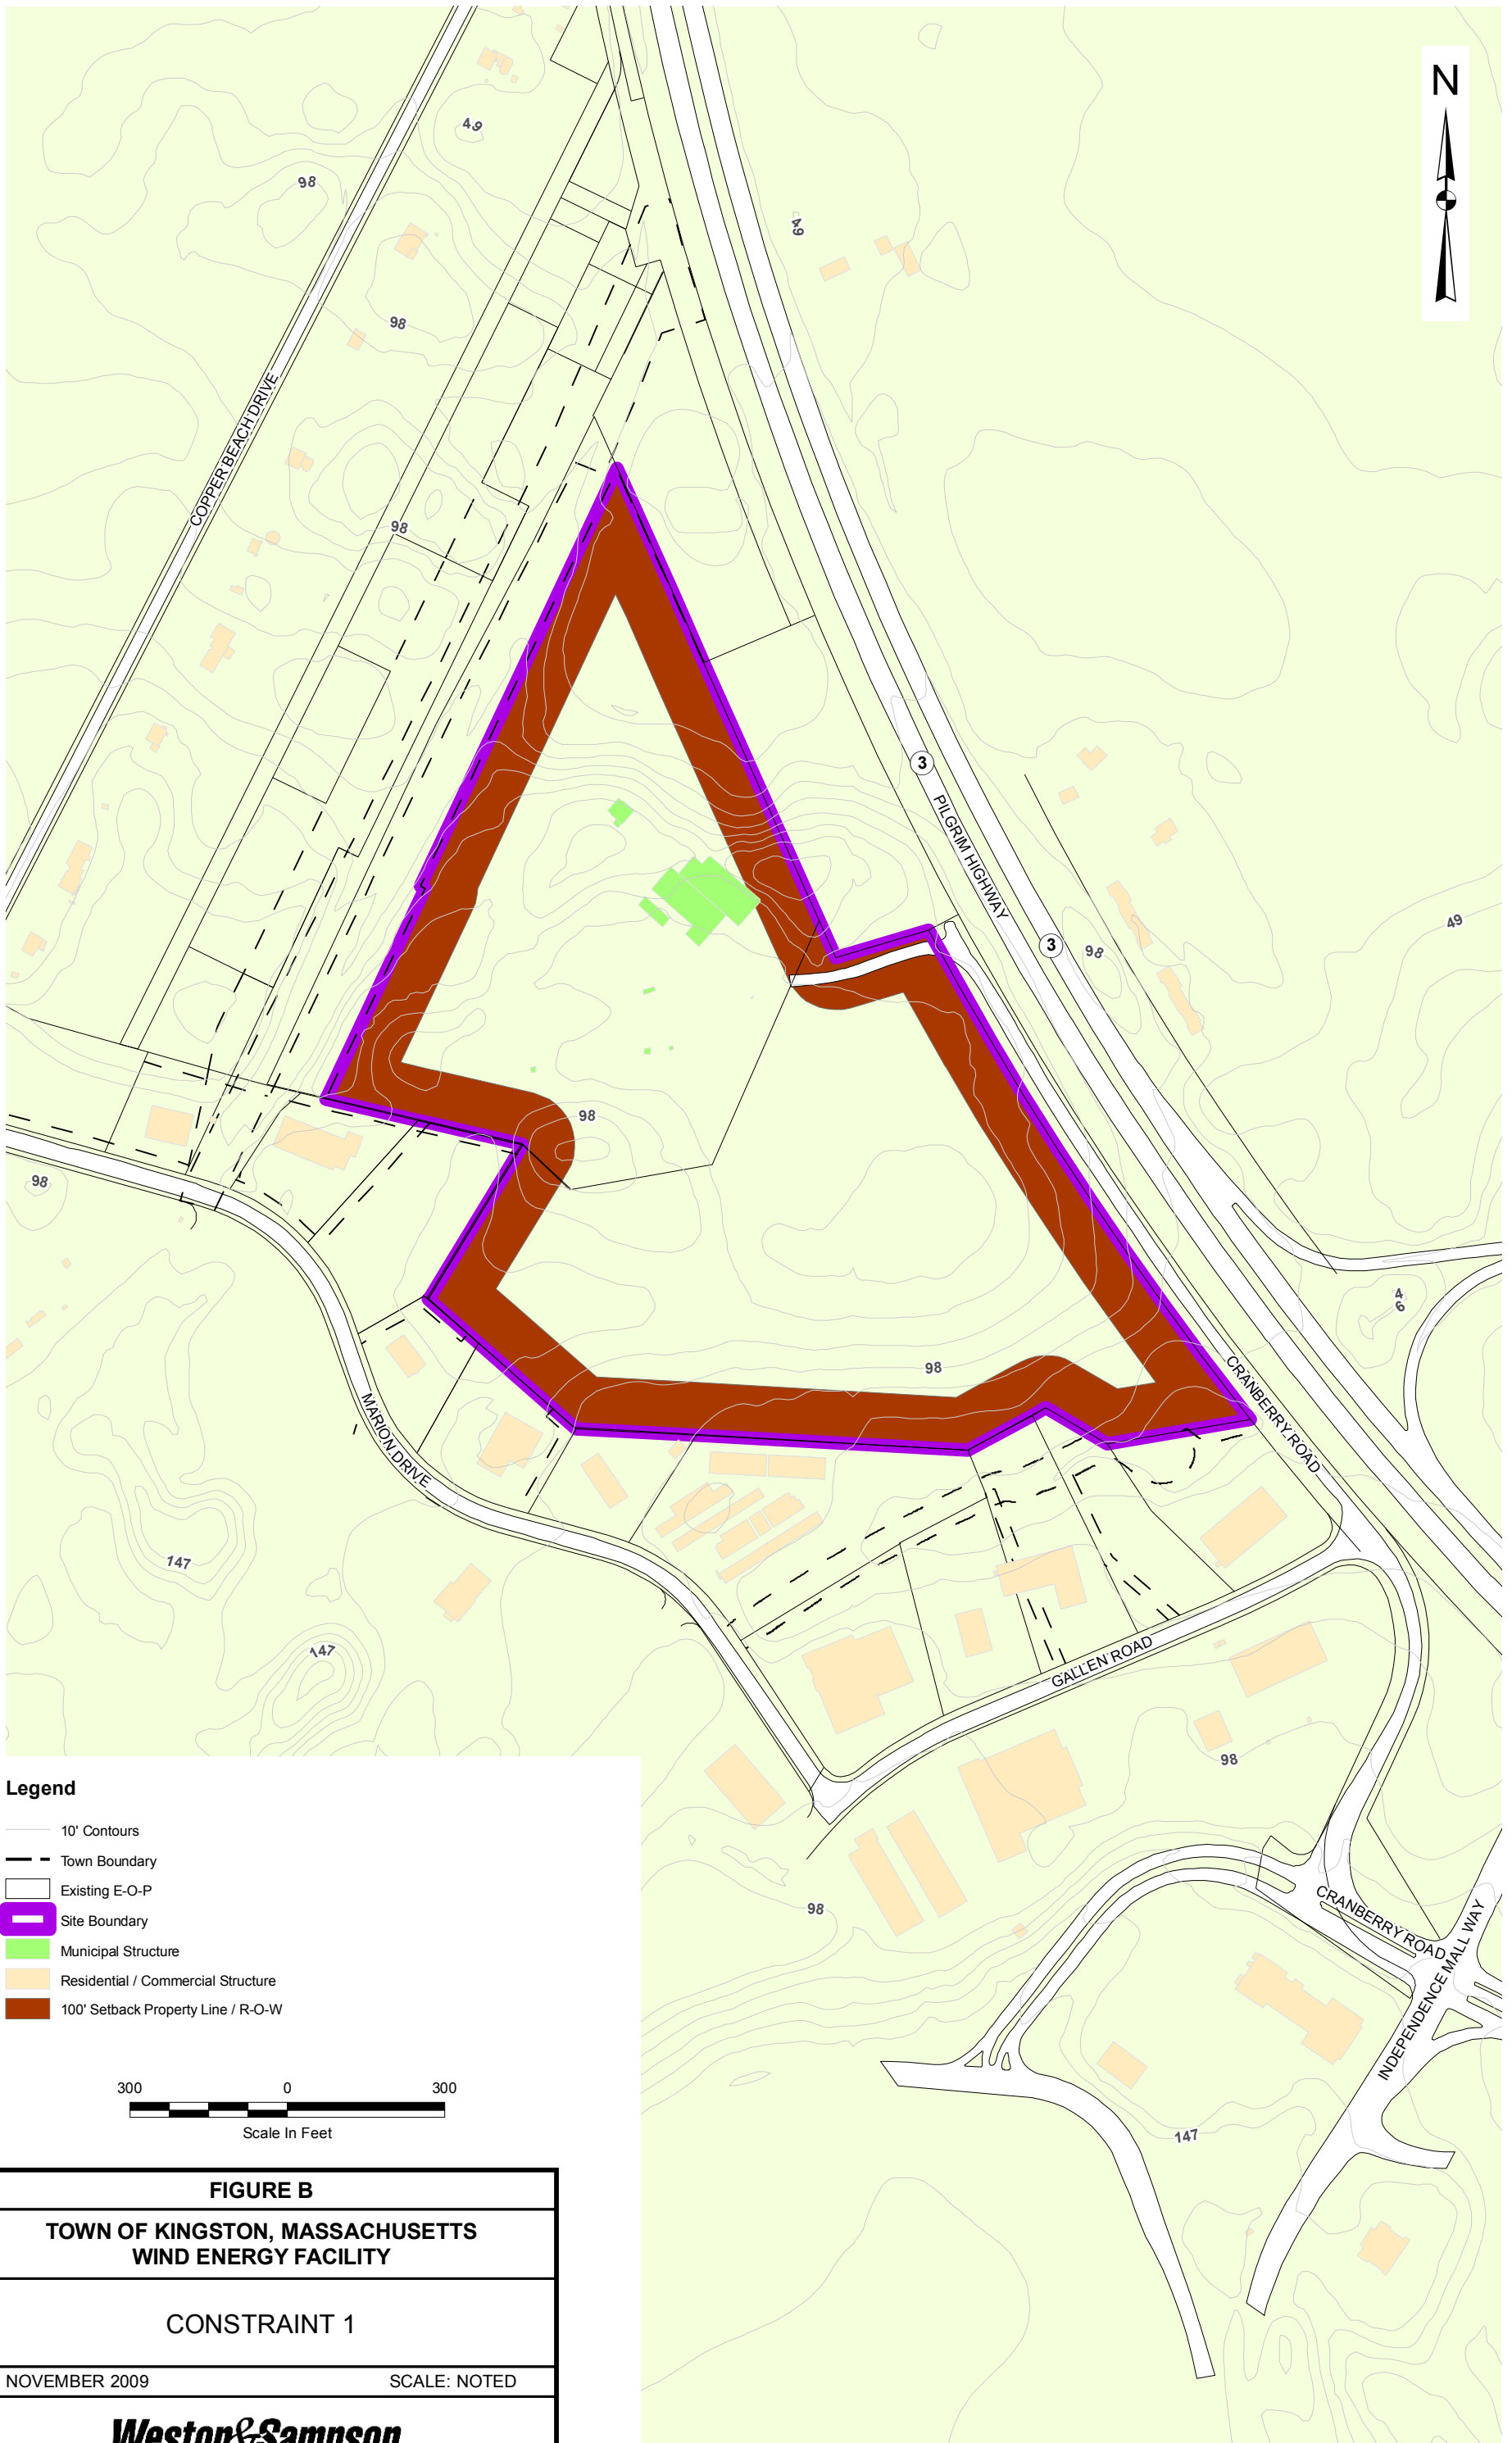 N
49
98
49
98
COPPER BEACH DRIVE
98
3
PILGRIM HIGHWAY
49
3
98
98
98
46
98
CRANBERRY ROAD
MARION DRIVE
147
147
GALLEN ROAD
98
98
CRANBERRY ROAD
INDEPENDENCE MALL WAY
147
Legend
10' Contours
Town Boundary
Existing E-O-P
Site Boundary
Municipal Structure
Residential / Commercial Structure
100' Setback Property Line / R-O-W
300 0 300
Scale In Feet
FIGURE B
TOWN OF KINGSTON, MASSACHUSETTS
WIND ENERGY FACILITY
CONSTRAINT 1
NOVEMBER 2009 SCALE: NOTED
Weston&Sampson